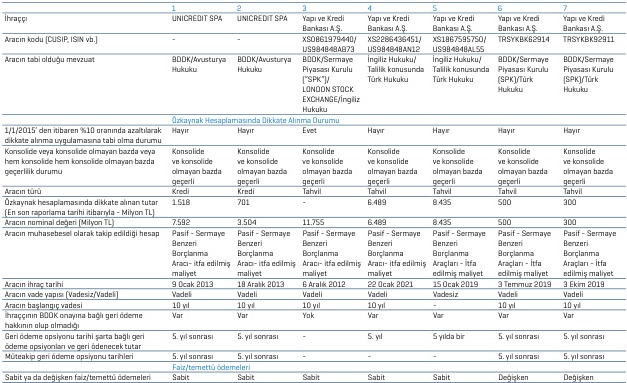 1 2 3 4 5 6 7
İhraççı UNICREDIT SPA UNICREDIT SPA Yapı ve Kredi Yapı ve Kredi Yapı ve Kredi Yapı ve Kredi Yapı ve Kredi
Bankası A.Ş. Bankası A.Ş. Bankası A.Ş. Bankası A.Ş. Bankası A.Ş.
Aracın kodu (CUSIP, ISIN vb.) - - XS0861979440/ XS2286436451/ XS1867595750/ TRSYKBK62914 TRSYKBK92911
US984848AB73 US984848AN12 US984848AL55
Aracın tabi olduğu mevzuat BDDK/Avusturya BDDK/Avusturya BDDK/Sermaye İngiliz Hukuku/ İngiliz Hukuku/ BDDK/Sermaye BDDK/Sermaye
Hukuku Hukuku Piyasası Kurulu Talilik konusunda Talilik konusunda Piyasası Kurulu Piyasası Kurulu
("SPK")/ Türk Hukuku Türk Hukuku (SPK)/Türk (SPK)/Türk
LONDON STOCK Hukuku Hukuku
EXCHANGE/İngiliz
Hukuku
Özkaynak Hesaplamasında Dikkate Alınma Durumu
1/1/2015' den itibaren %10 oranında azaltılarak Hayır Hayır Evet Hayır Hayır Hayır Hayır
dikkate alınma uygulamasına tabi olma durumu
Konsolide veya konsolide olmayan bazda veya Konsolide Konsolide Konsolide Konsolide Konsolide Konsolide Konsolide
hem konsolide hem konsolide olmayan bazda ve konsolide ve konsolide ve konsolide ve konsolide ve konsolide ve konsolide ve konsolide
geçerlilik durumu olmayan bazda olmayan bazda olmayan bazda olmayan bazda olmayan bazda olmayan bazda olmayan bazda
geçerli geçerli geçerli geçerli geçerli geçerli geçerli
Aracın türü Kredi Kredi Tahvil Tahvil Tahvil Tahvil Tahvil
Özkaynak hesaplamasında dikkate alınan tutar 1.518 701 - 6.489 8.435 500 300
(En son raporlama tarihi itibarıyla - Milyon TL)
Aracın nominal değeri (Milyon TL) 7.592 3.504 11.755 6.489 8.435 500 300
Aracın muhasebesel olarak takip edildiği hesap Pasif - Sermaye Pasif - Sermaye Pasif - Sermaye Pasif - Sermaye Pasif - Sermaye Pasif - Sermaye Pasif - Sermaye
Benzeri Benzeri Benzeri Benzeri Benzeri Benzeri Benzeri
Borçlanma Borçlanma Borçlanma Borçlanma Borçlanma Borçlanma Borçlanma
Aracı- itfa edilmiş Aracı- itfa edilmiş Aracı- itfa edilmiş Araçları - İtfa Araçları - İtfa Araçları - İtfa Araçları - İtfa
maliyet maliyet maliyet edilmiş maliyet edilmiş maliyet edilmiş maliyet edilmiş maliyet
Aracın ihraç tarihi 9 Ocak 2013 18 Aralık 2013 6 Aralık 2012 22 Ocak 2021 15 Ocak 2019 3 Temmuz 2019 3 Ekim 2019
Aracın vade yapısı (Vadesiz/Vadeli) Vadeli Vadeli Vadeli Vadeli Vadesiz Vadeli Vadeli
Aracın başlangıç vadesi 10 yıl 10 yıl 10 yıl 10 yıl - 10 yıl 10 yıl
İhraççının BDDK onayına bağlı geri ödeme Var Var Yok Var Var Var Var
hakkının olup olmadığı
Geri ödeme opsiyonu tarihi şarta bağlı geri 5. yıl sonrası 5. yıl sonrası - 5. yıl 5 yılda bir 5. yıl sonrası 5. yıl sonrası
ödeme opsiyonları ve geri ödenecek tutar
Müteakip geri ödeme opsiyonu tarihleri 5. yıl sonrası 5. yıl sonrası - - - 5. yıl sonrası 5. yıl sonrası
Faiz/temettü ödemeleri
Sabit ya da değişken faiz/temettü ödemeleri Sabit Sabit Sabit Sabit Sabit Değişken Değişken